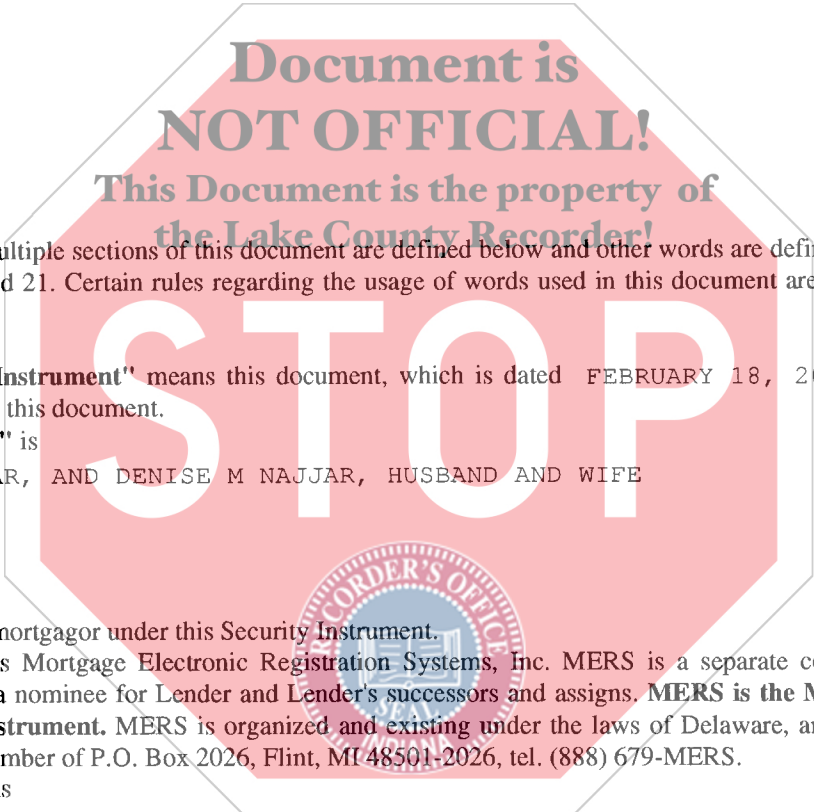 Document is
NOT OFFICIAL!
This Document is the property of
the Lake County Recorder!
ultiple sections of this document are defined below and other words are defin
d 21. Certain rules regarding the usage of words used in this document are
Instrument" means this document, which is dated FEBRUARY 18, 20
this document.
" is
AR, AND DENISE M NAJJAR, HUSBAND AND WIFE
STOP
RECORDER'S OFFICE
SEAL
INDIANA
mortgagor under this Security Instrument.
s Mortgage Electronic Registration Systems, Inc. MERS is a separate co
a nominee for Lender and Lender's successors and assigns. MERS is the M
strument. MERS is organized and existing under the laws of Delaware, an
mber of P.O. Box 2026, Flint, MI 48501-2026, tel. (888) 679-MERS.
s